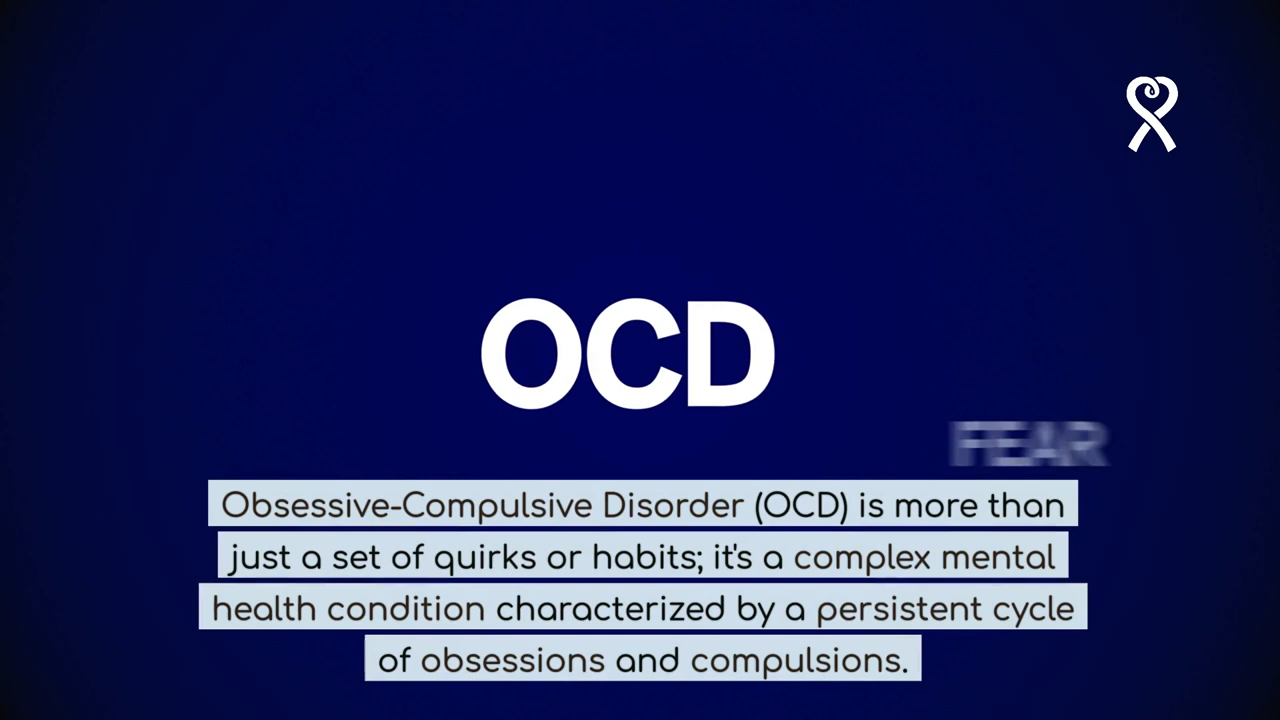 OCD
FEAR
Obsessive-Compulsive Disorder (OCD) is more than
just a set of quirks or habits; it's a complex mental
health condition characterized by a persistent cycle
of obsessions and compulsions.